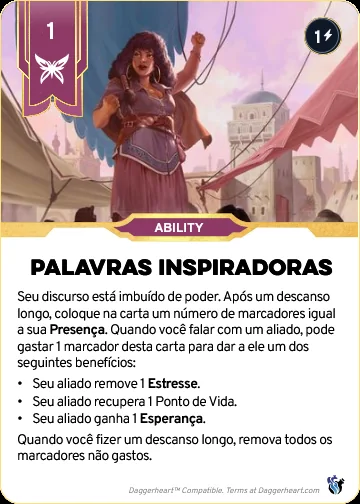 1
1
ABILITY
PALAVRAS INSPIRADORAS
Seu discurso está imbuído de poder. Após um descanso
longo, coloque na carta um número de marcadores igual
a sua Presença. Quando você falar com um aliado, pode
gastar 1 marcador desta carta para dar a ele um dos
seguintes benefícios:
• Seu aliado remove 1 Estresse.
• Seu aliado recupera 1 Ponto de Vida.
• Seu aliado ganha 1 Esperança.
Quando você fizer um descanso longo, remova todos os
marcadores não gastos.
Daggerheart™ Compatible. Terms at Daggerheart.com